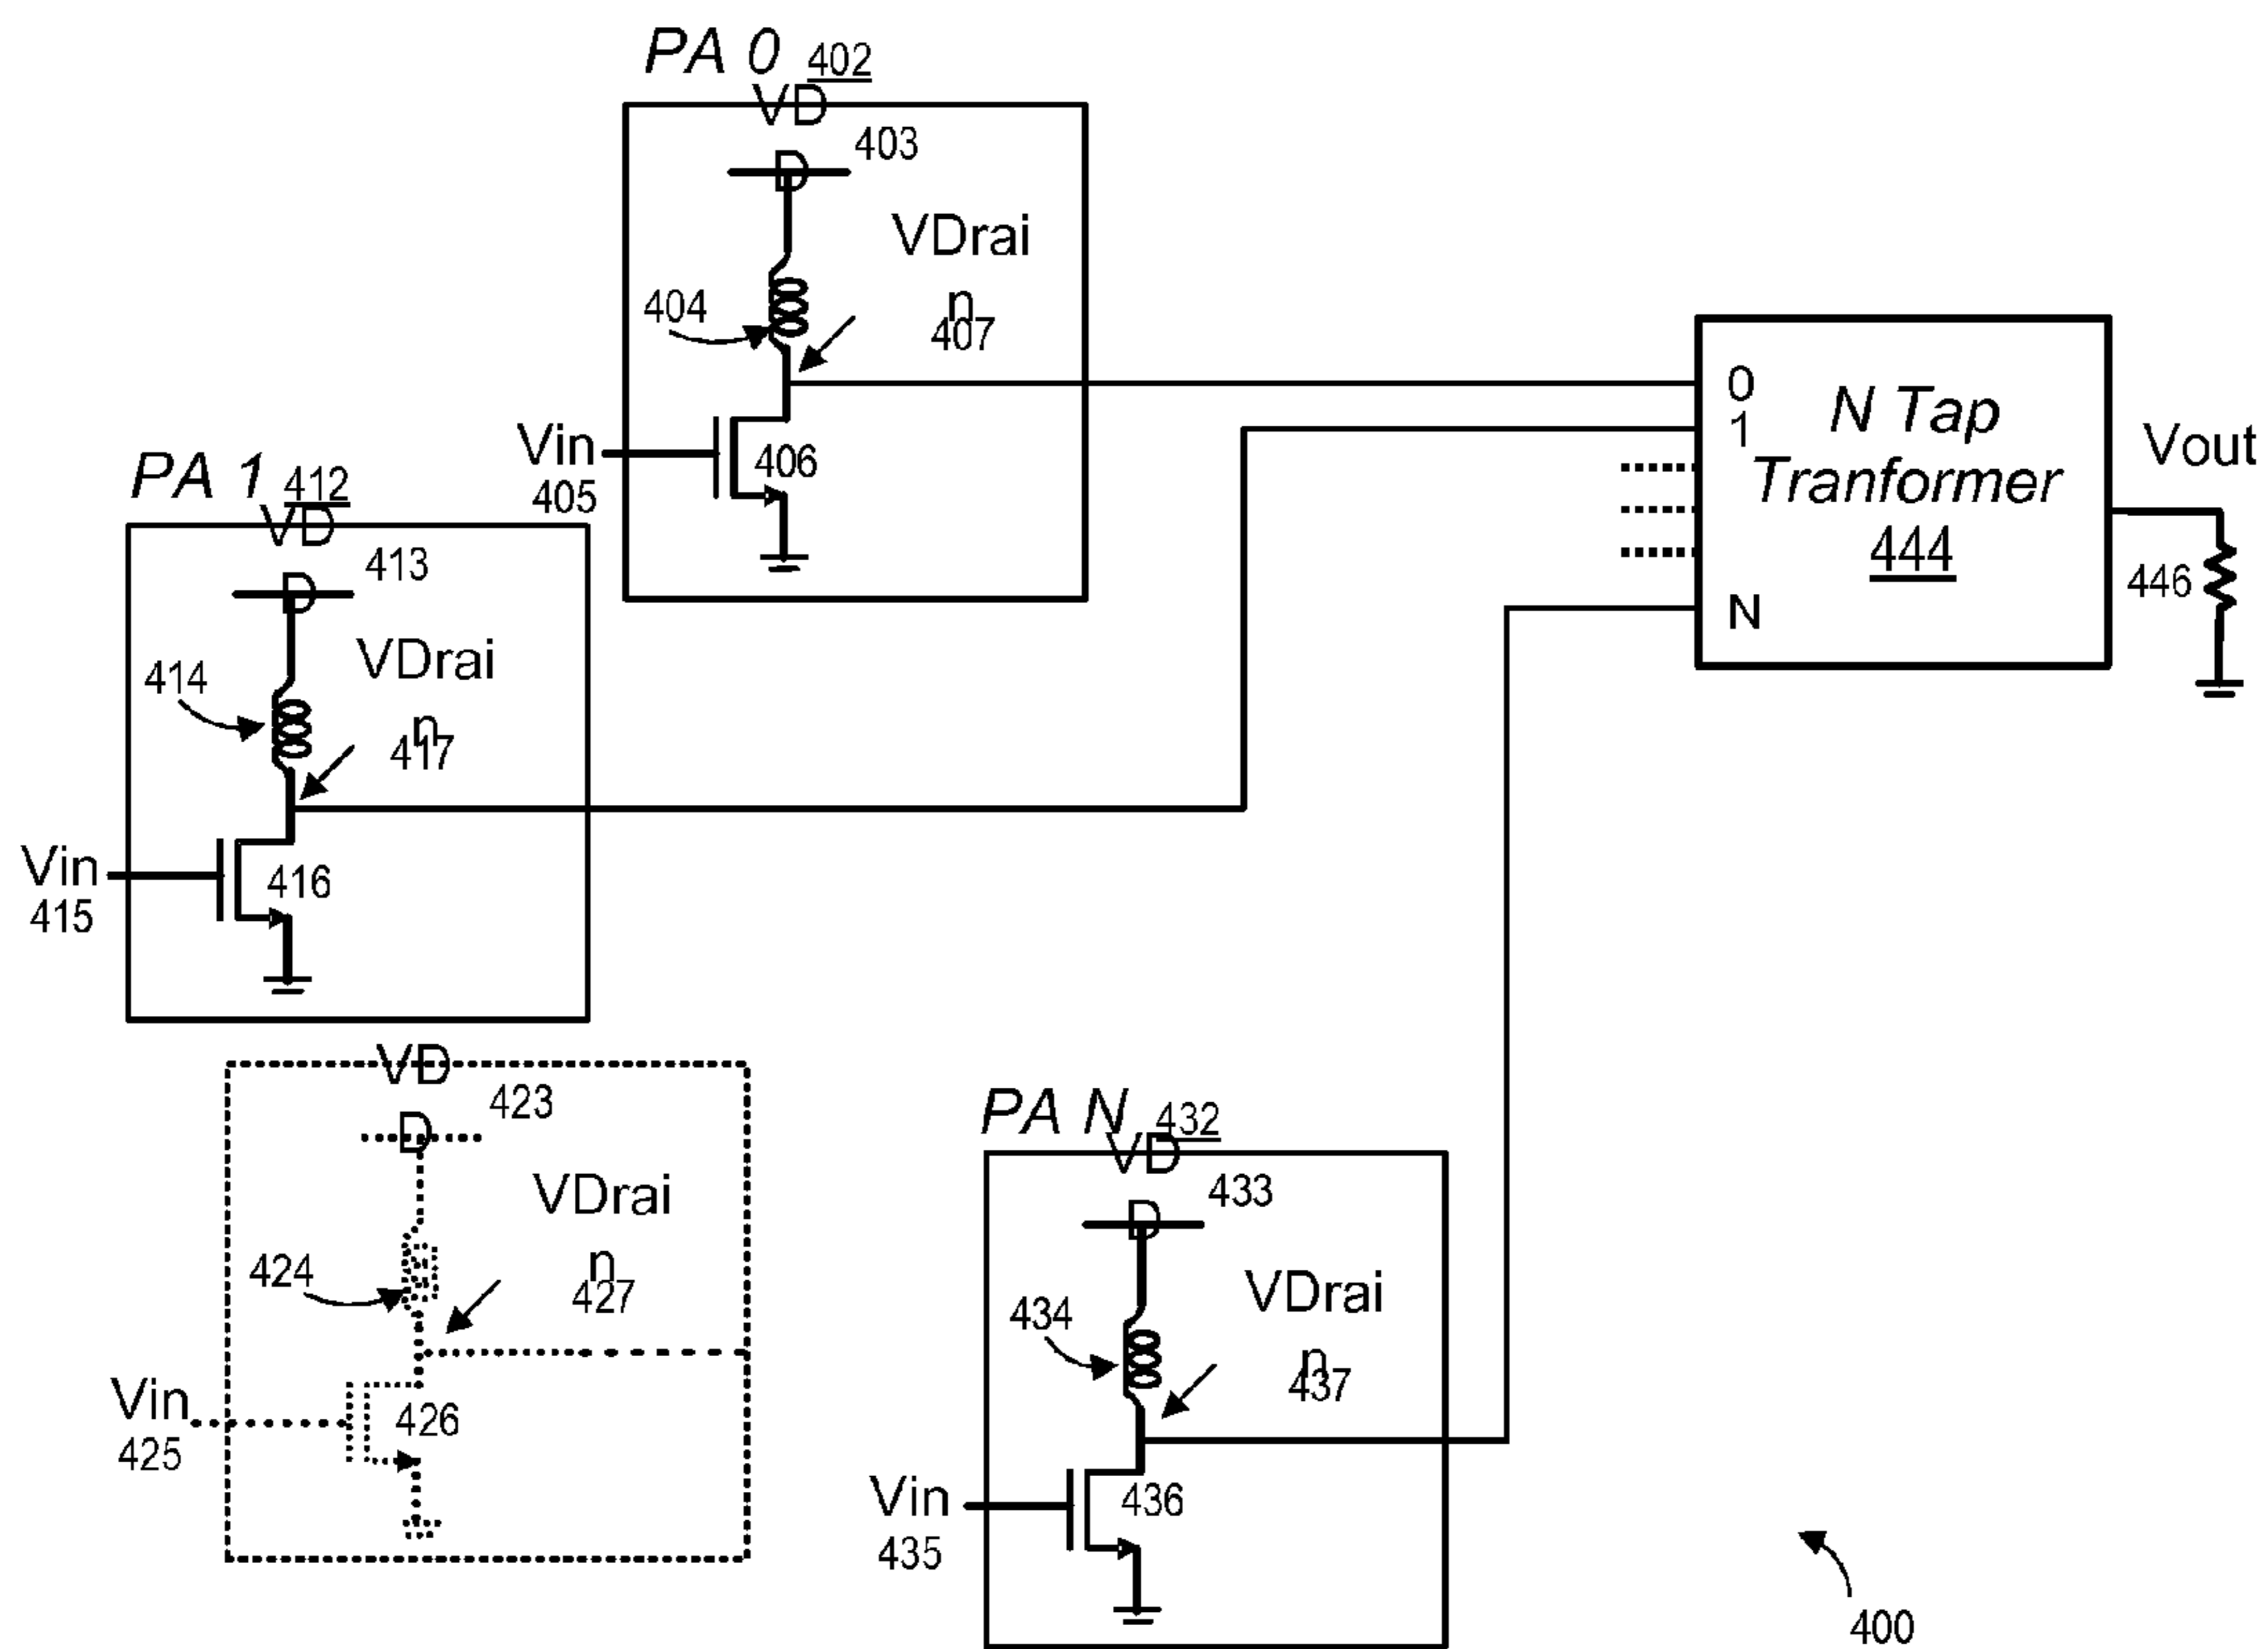 PA 0 402
VD
D
403
VDrai
n
404
407
Vin
405
406
PA 1 412
VD
D
413
VDrai
n
414
417
Vin
415
416
VD
D
423
VDrai
n
424
427
Vin
425
426
PA N 432
VD
D
433
VDrai
n
434
437
Vin
435
436
0
1
N
N Tap
Tranformer
444
Vout
446
400